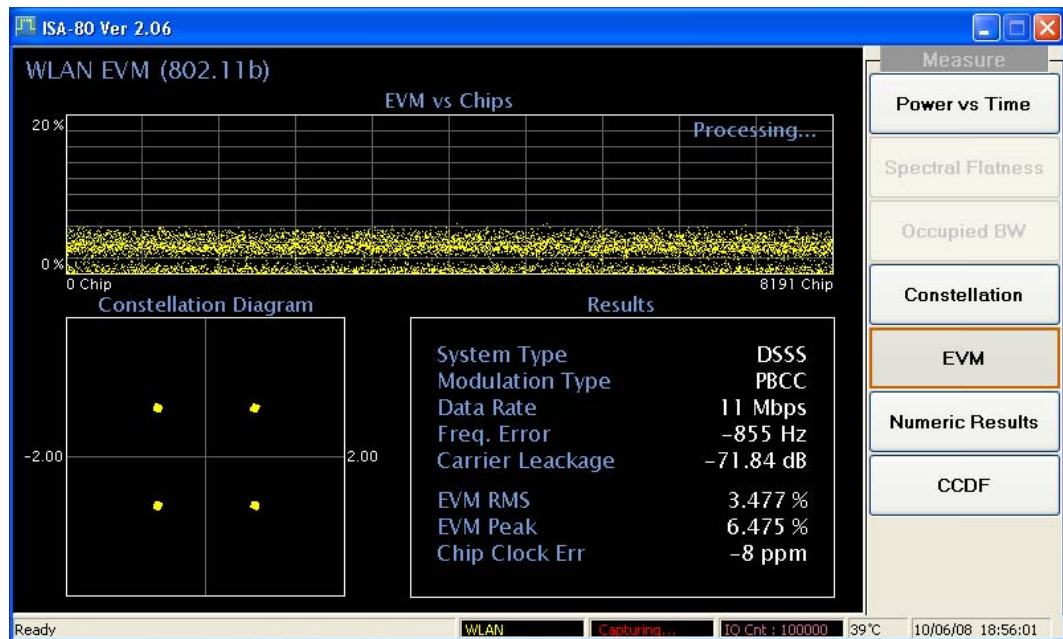 ISA-80 Ver 2.06
WLAN EVM (802.11b)
EVM vs Chips
20 %
Processing...
0 %
0 Chip
8191 Chip
Constellation Diagram
-2.00
2.00
Results
System Type DSSS
Modulation Type PBCC
Data Rate 11 Mbps
Freq. Error -855 Hz
Carrier Leackage -71.84 dB
EVM RMS 3.477 %
EVM Peak 6.475 %
Chip Clock Err -8 ppm
Measure
Power vs Time
Spectral Flatness
Occupied BW
Constellation
EVM
Numeric Results
CCDF
Ready WLAN Capturing... IQ Cnt : 100000 39°C 10/06/08 18:56:01